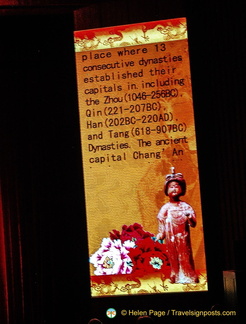 place where 13
consecutive dynasties
established their
capitals in, including
the Zhou(1046-256BC),
Qin(221-207BC),
Han(202BC-220AD),
and Tang(618-907BC)
Dynasties. The ancient
capital Chang' An
© Helen Page / Travelsignposts.com